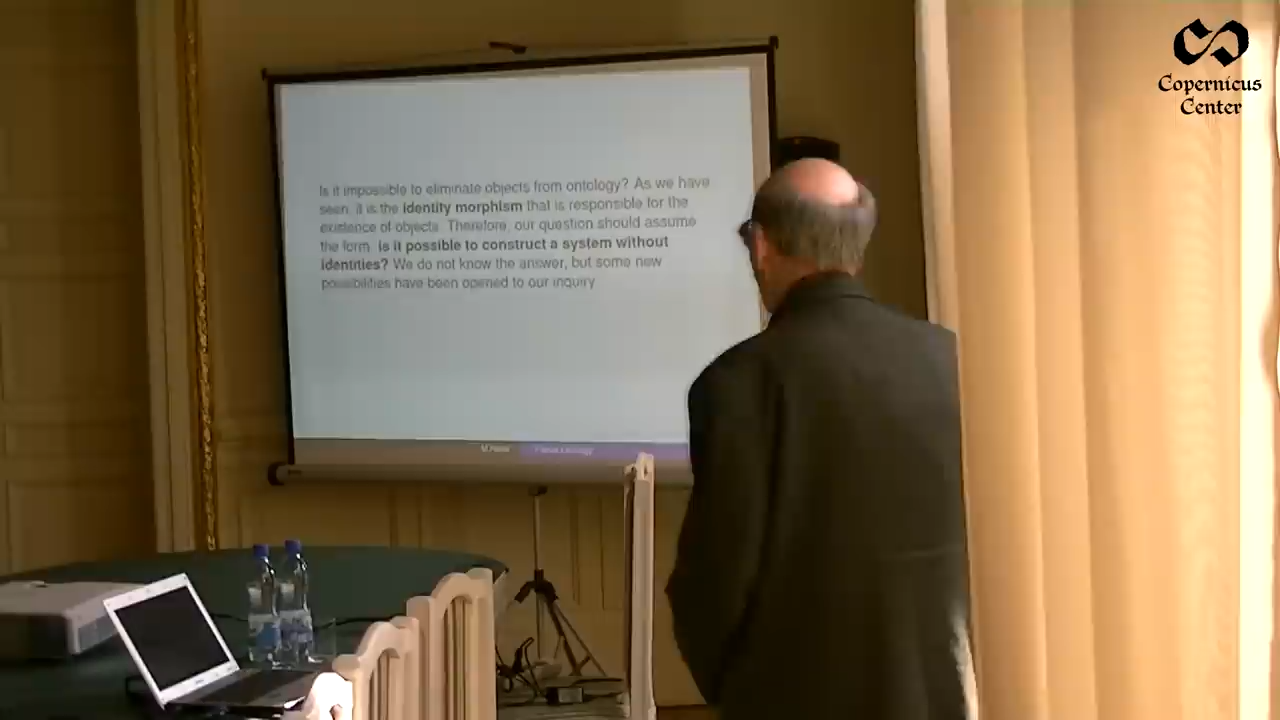 Is it impossible to eliminate objects from ontology? As we have
seen, it is the identity morphism that is responsible for the
existence of objects. Therefore, our question should assume
the form: Is it possible to construct a system without
identities? We do not know the answer, but some new
possibilities have been opened to our inquiry
Copernicus
Center